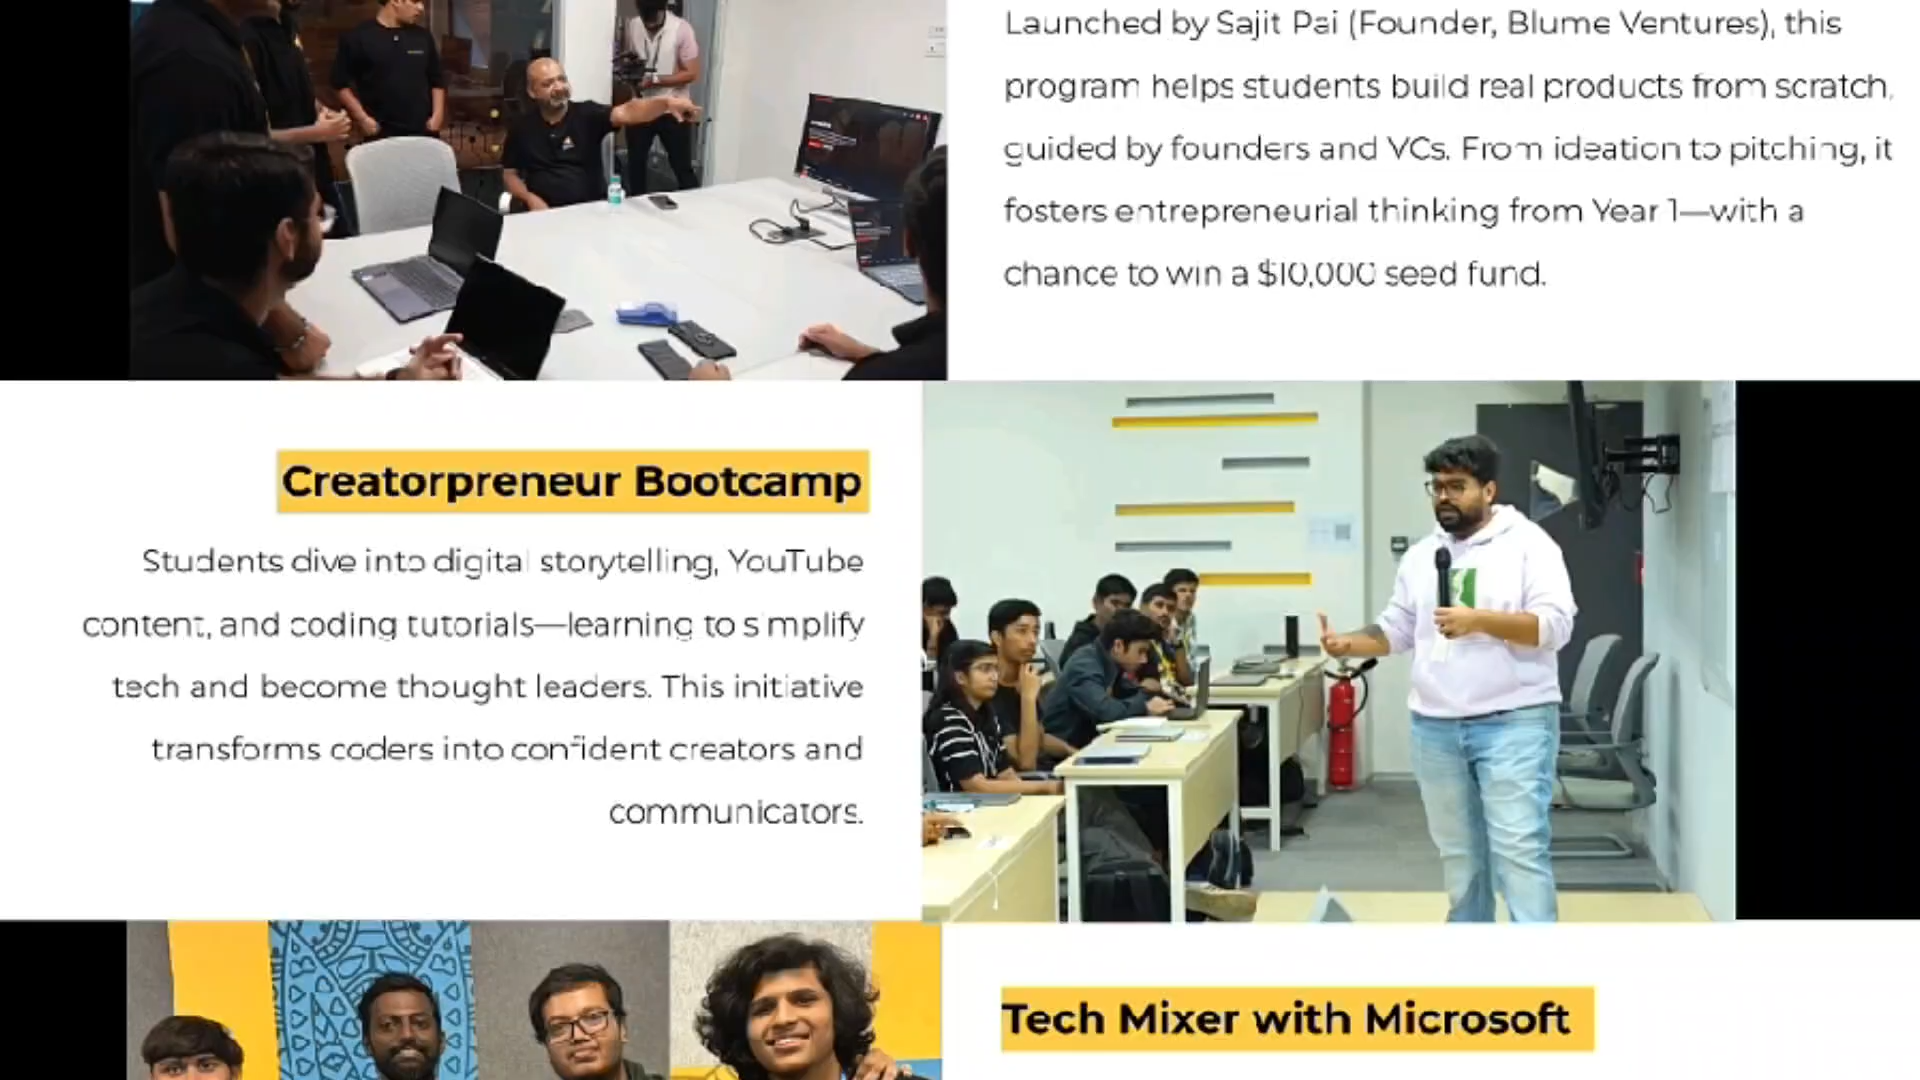 Launched by Sajit Pai (Founder, Blume Ventures), this
program helps students build real products from scratch,
guided by founders and VCs. From ideation to pitching, it
fosters entrepreneurial thinking from Year 1—with a
chance to win a $10,000 seed fund.
Creatorpreneur Bootcamp
Students dive into digital storytelling, YouTube
content, and coding tutorials—learning to simplify
tech and become thought leaders. This initiative
transforms coders into confident creators and
communicators.
Tech Mixer with Microsoft